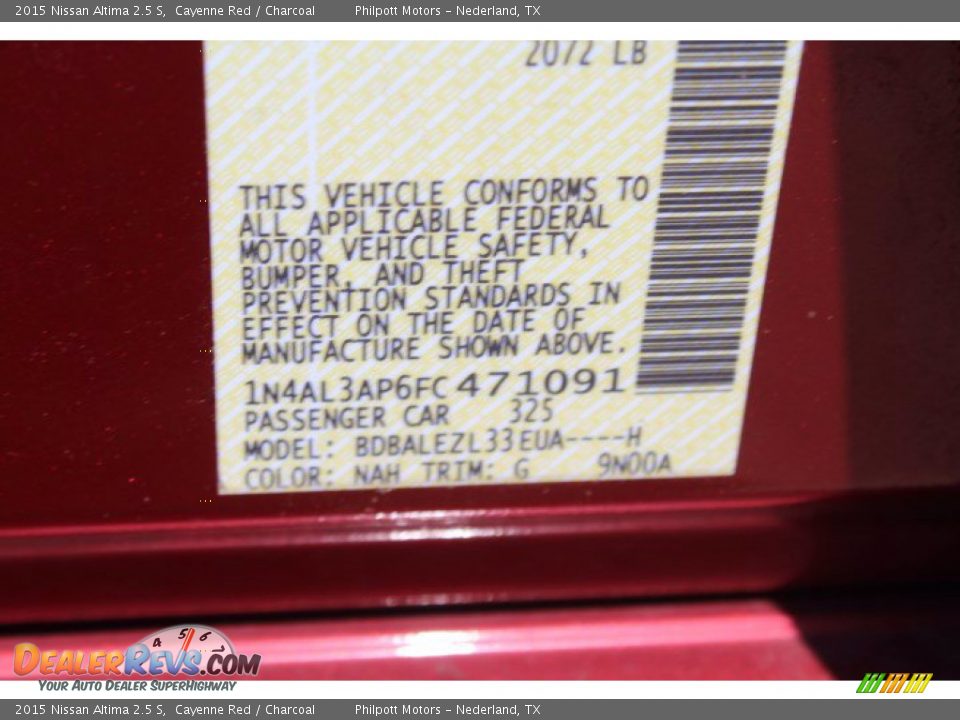 2015 Nissan Altima 2.5 S, Cayenne Red / Charcoal Philpott Motors - Nederland, TX
2072 LB
THIS VEHICLE CONFORMS TO
ALL APPLICABLE FEDERAL
MOTOR VEHICLE SAFETY,
BUMPER, AND THEFT
PREVENTION STANDARDS IN
EFFECT ON THE DATE OF
MANUFACTURE SHOWN ABOVE.
1N4AL3AP6FC471091
PASSENGER CAR 325
MODEL: BDBALEZL33EUA----H
COLOR: NAH TRIM: G 9N00A
4 5 6
DealerRevs.com
Your Auto Dealer SuperHighway
2015 Nissan Altima 2.5 S, Cayenne Red / Charcoal Philpott Motors - Nederland, TX